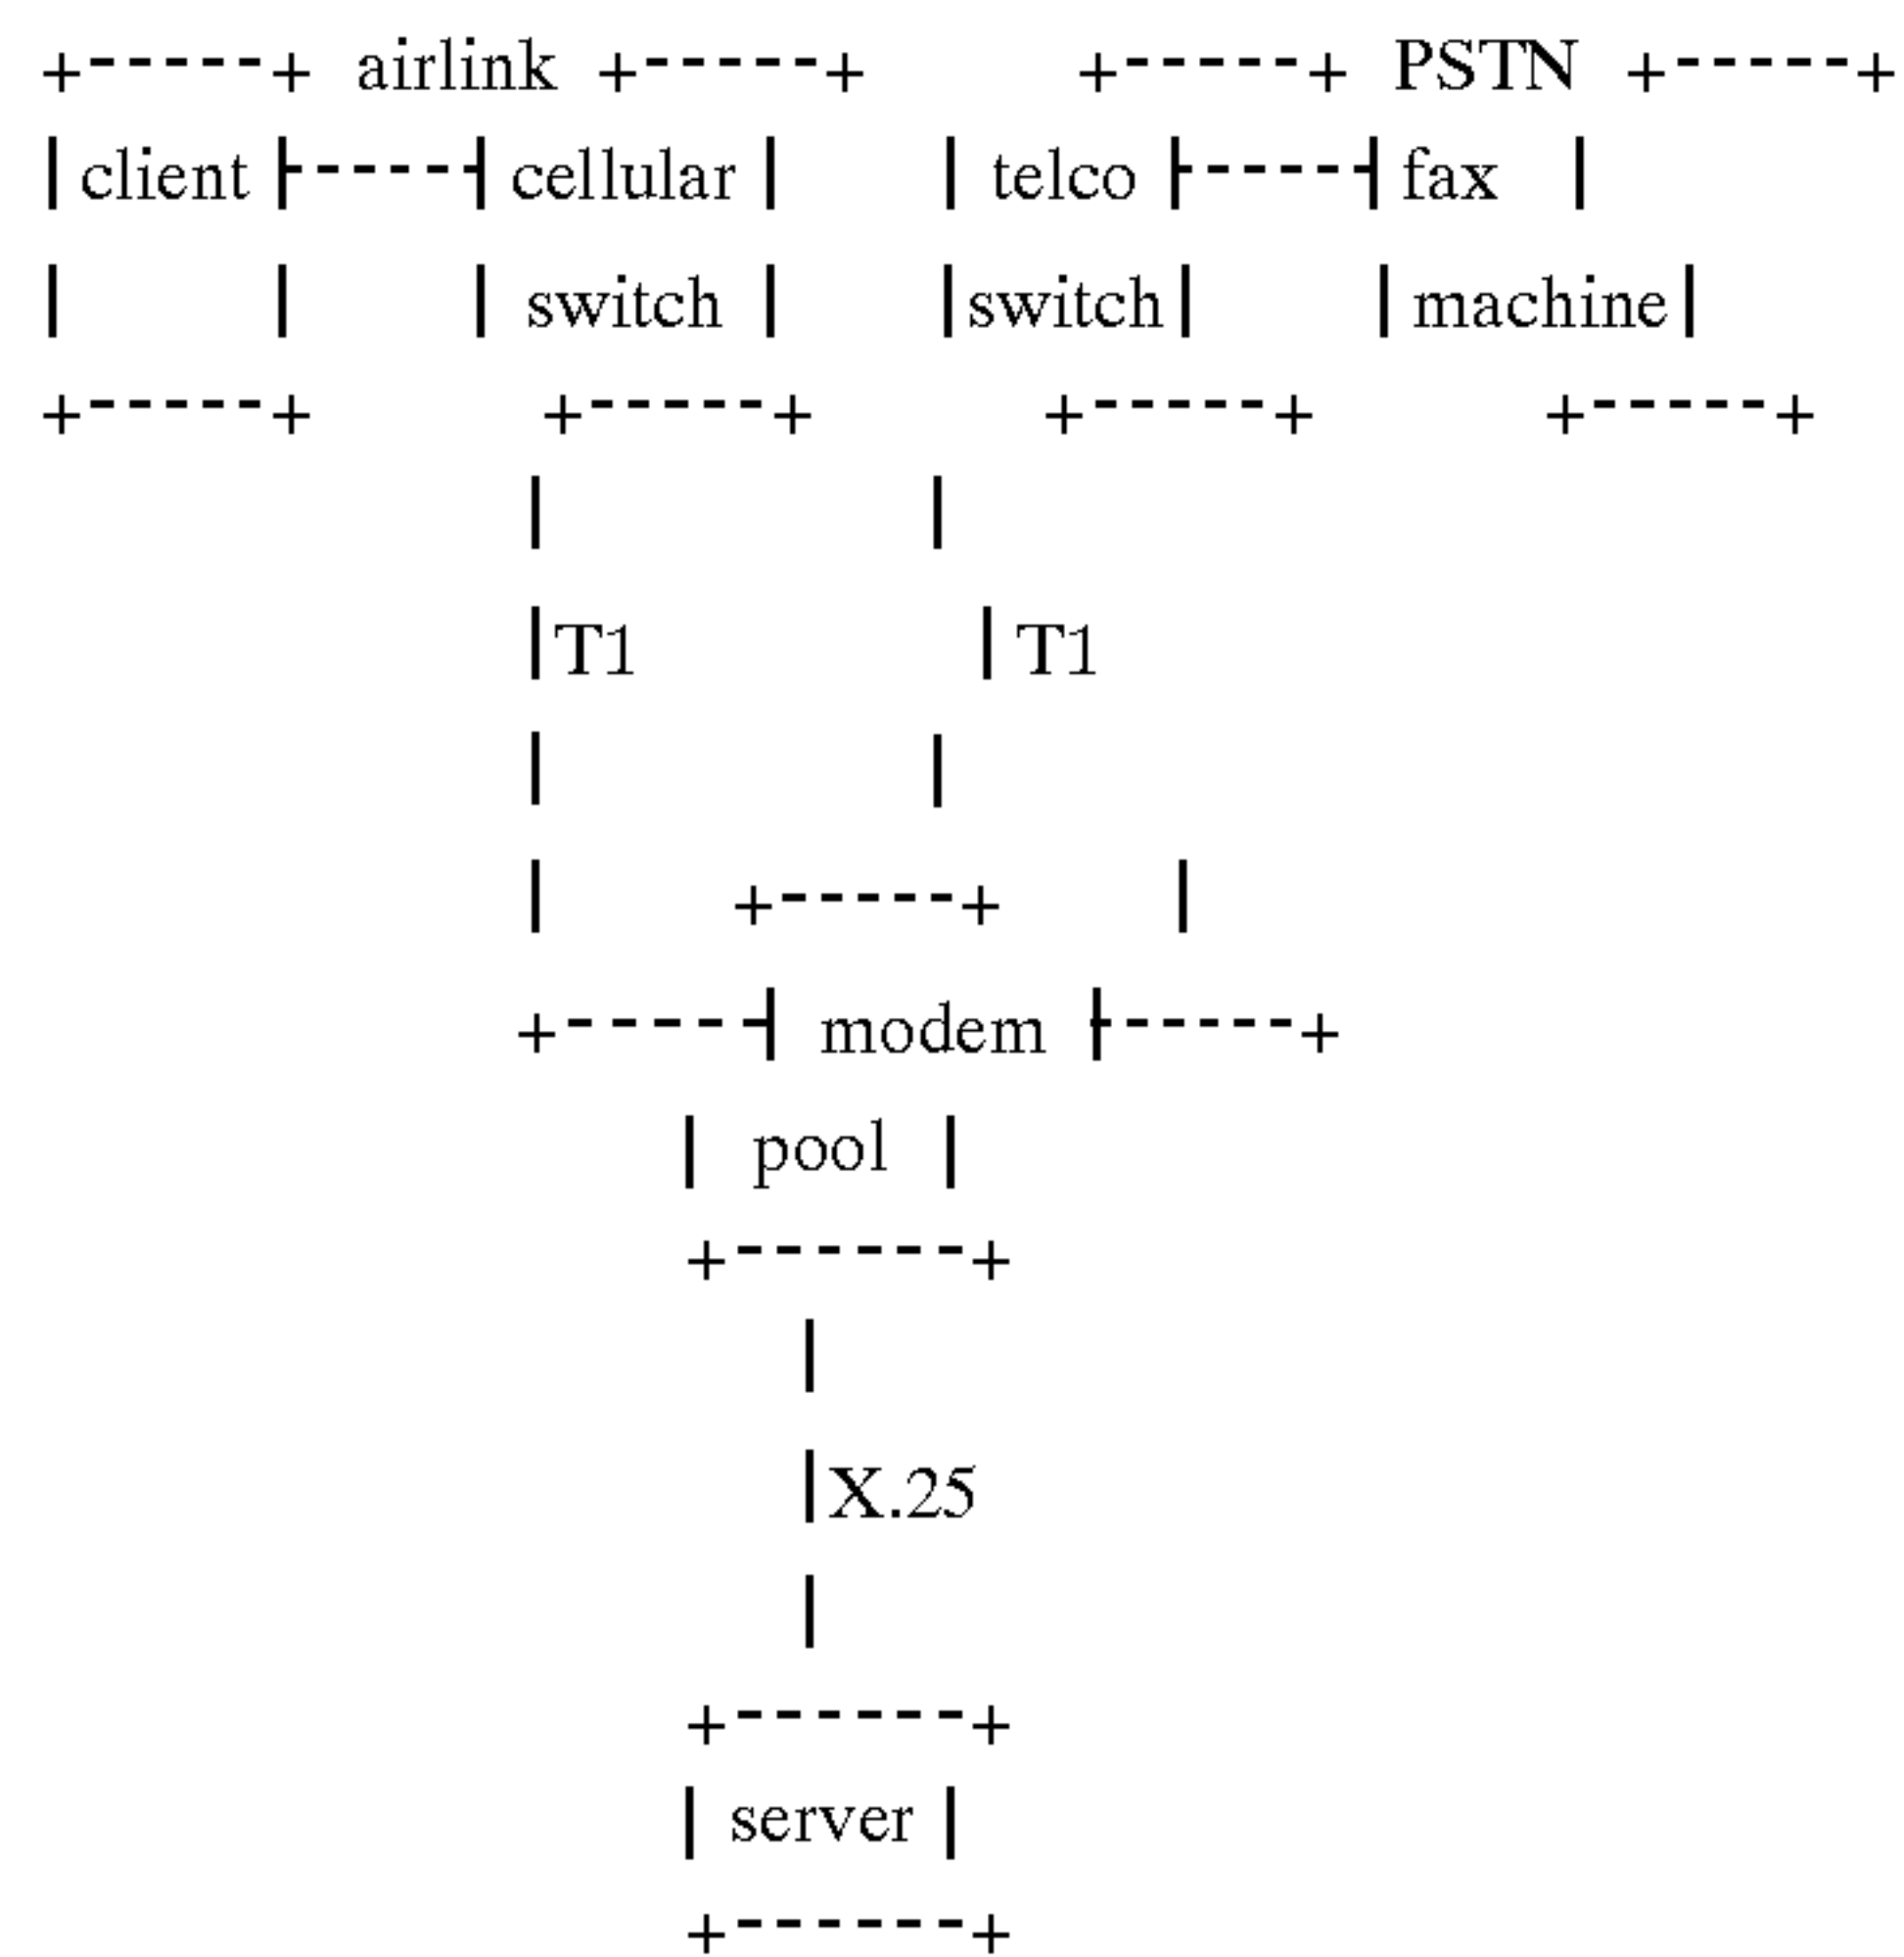 +-----+ airlink +-----+ +-----+ PSTN +-----+
|client|-----|cellular| |telco|-----|fax |
| | | switch | |switch| |machine|
+-----+ +-----+ +-----+ +-----+
| |
|T1 |T1
| |
| +-----+ |
+-----| modem |------+
| pool |
+------+
|
|X.25
|
+------+
| server |
+------+